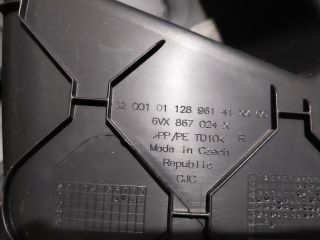 32 001 01 128 961 41
6VX 867 024
>PP/PE TD10<
Made in Czech
Republic
CJC